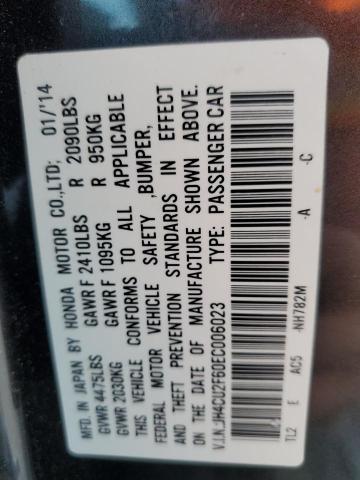 MFD. IN JAPAN BY HONDA MOTOR CO.,LTD; 01/'14
GVWR 4475LBS GAWR F 2410LBS R 2090LBS
GVWR 2030KG GAWR F 1095KG R 950KG
THIS VEHICLE CONFORMS TO ALL APPLICABLE
FEDERAL MOTOR VEHICLE SAFETY ,BUMPER,
AND THEFT PREVENTION STANDARDS IN EFFECT
ON THE DATE OF MANUFACTURE SHOWN ABOVE.
V.I.N.:JH4CU2F60EC006023 TYPE: PASSENGER CAR
TL2 E AC5 -NH782M -A -C